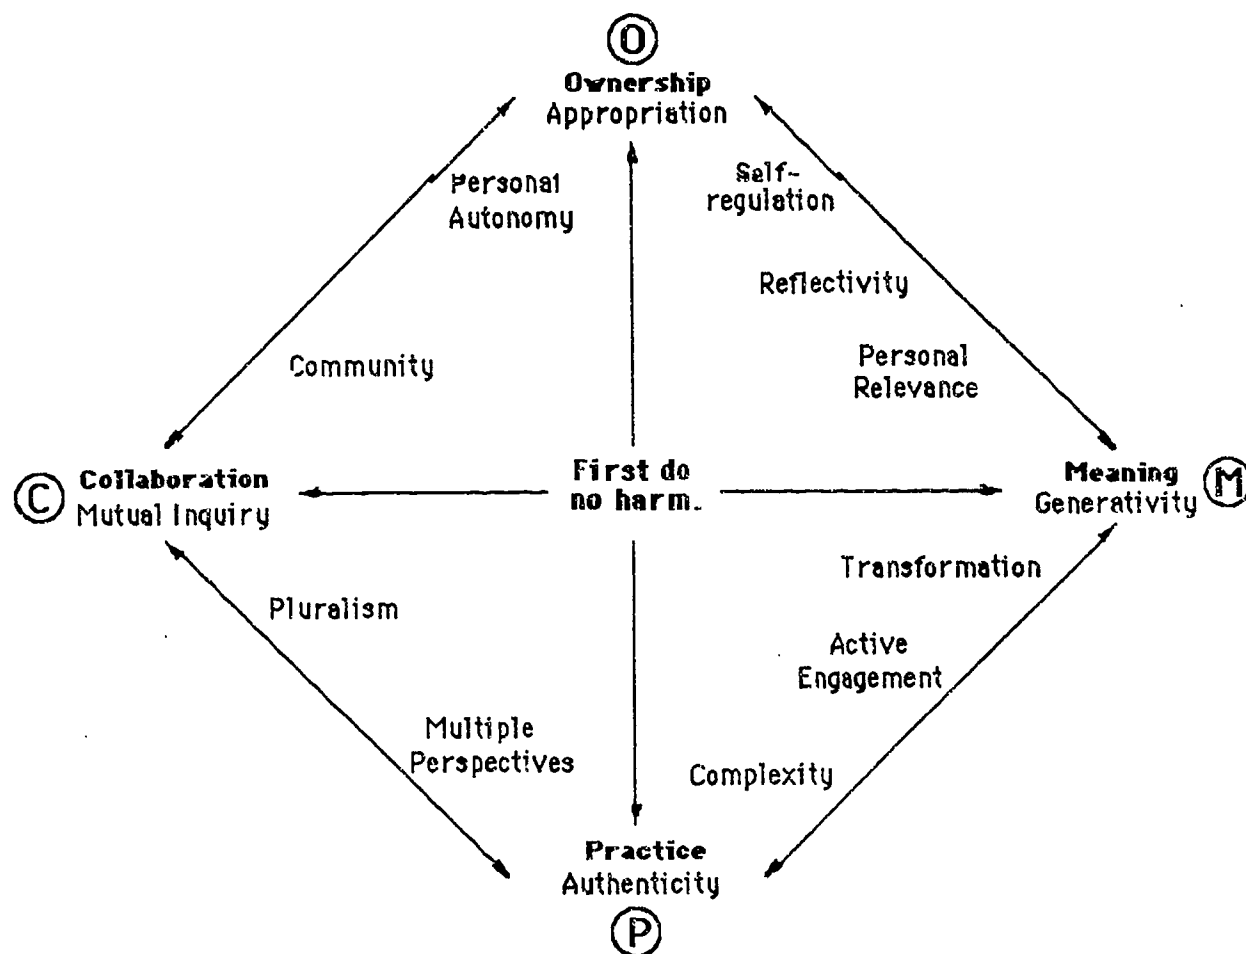 O
Ownership
Appropriation
Personal
Autonomy
Self-
regulation
Reflectivity
Community
Personal
Relevance
C
Collaboration
Mutual Inquiry
First do
no harm.
Meaning
Generativity
M
Transformation
Pluralism
Active
Engagement
Multiple
Perspectives
Complexity
Practice
Authenticity
P